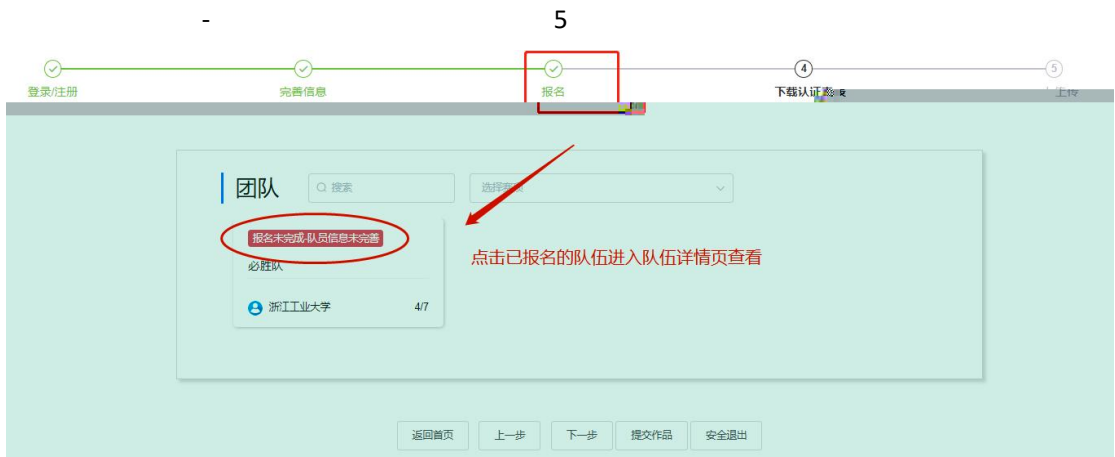 - 5
4 5
登录/注册 完善信息 报名 下载认证 上传
团队 搜索 选择
报名未完成-队员信息未完善
点击已报名的队伍进入队伍详情页查看
必胜队
浙江工业大学 4/7
返回首页 上一步 下一步 提交作品 安全退出